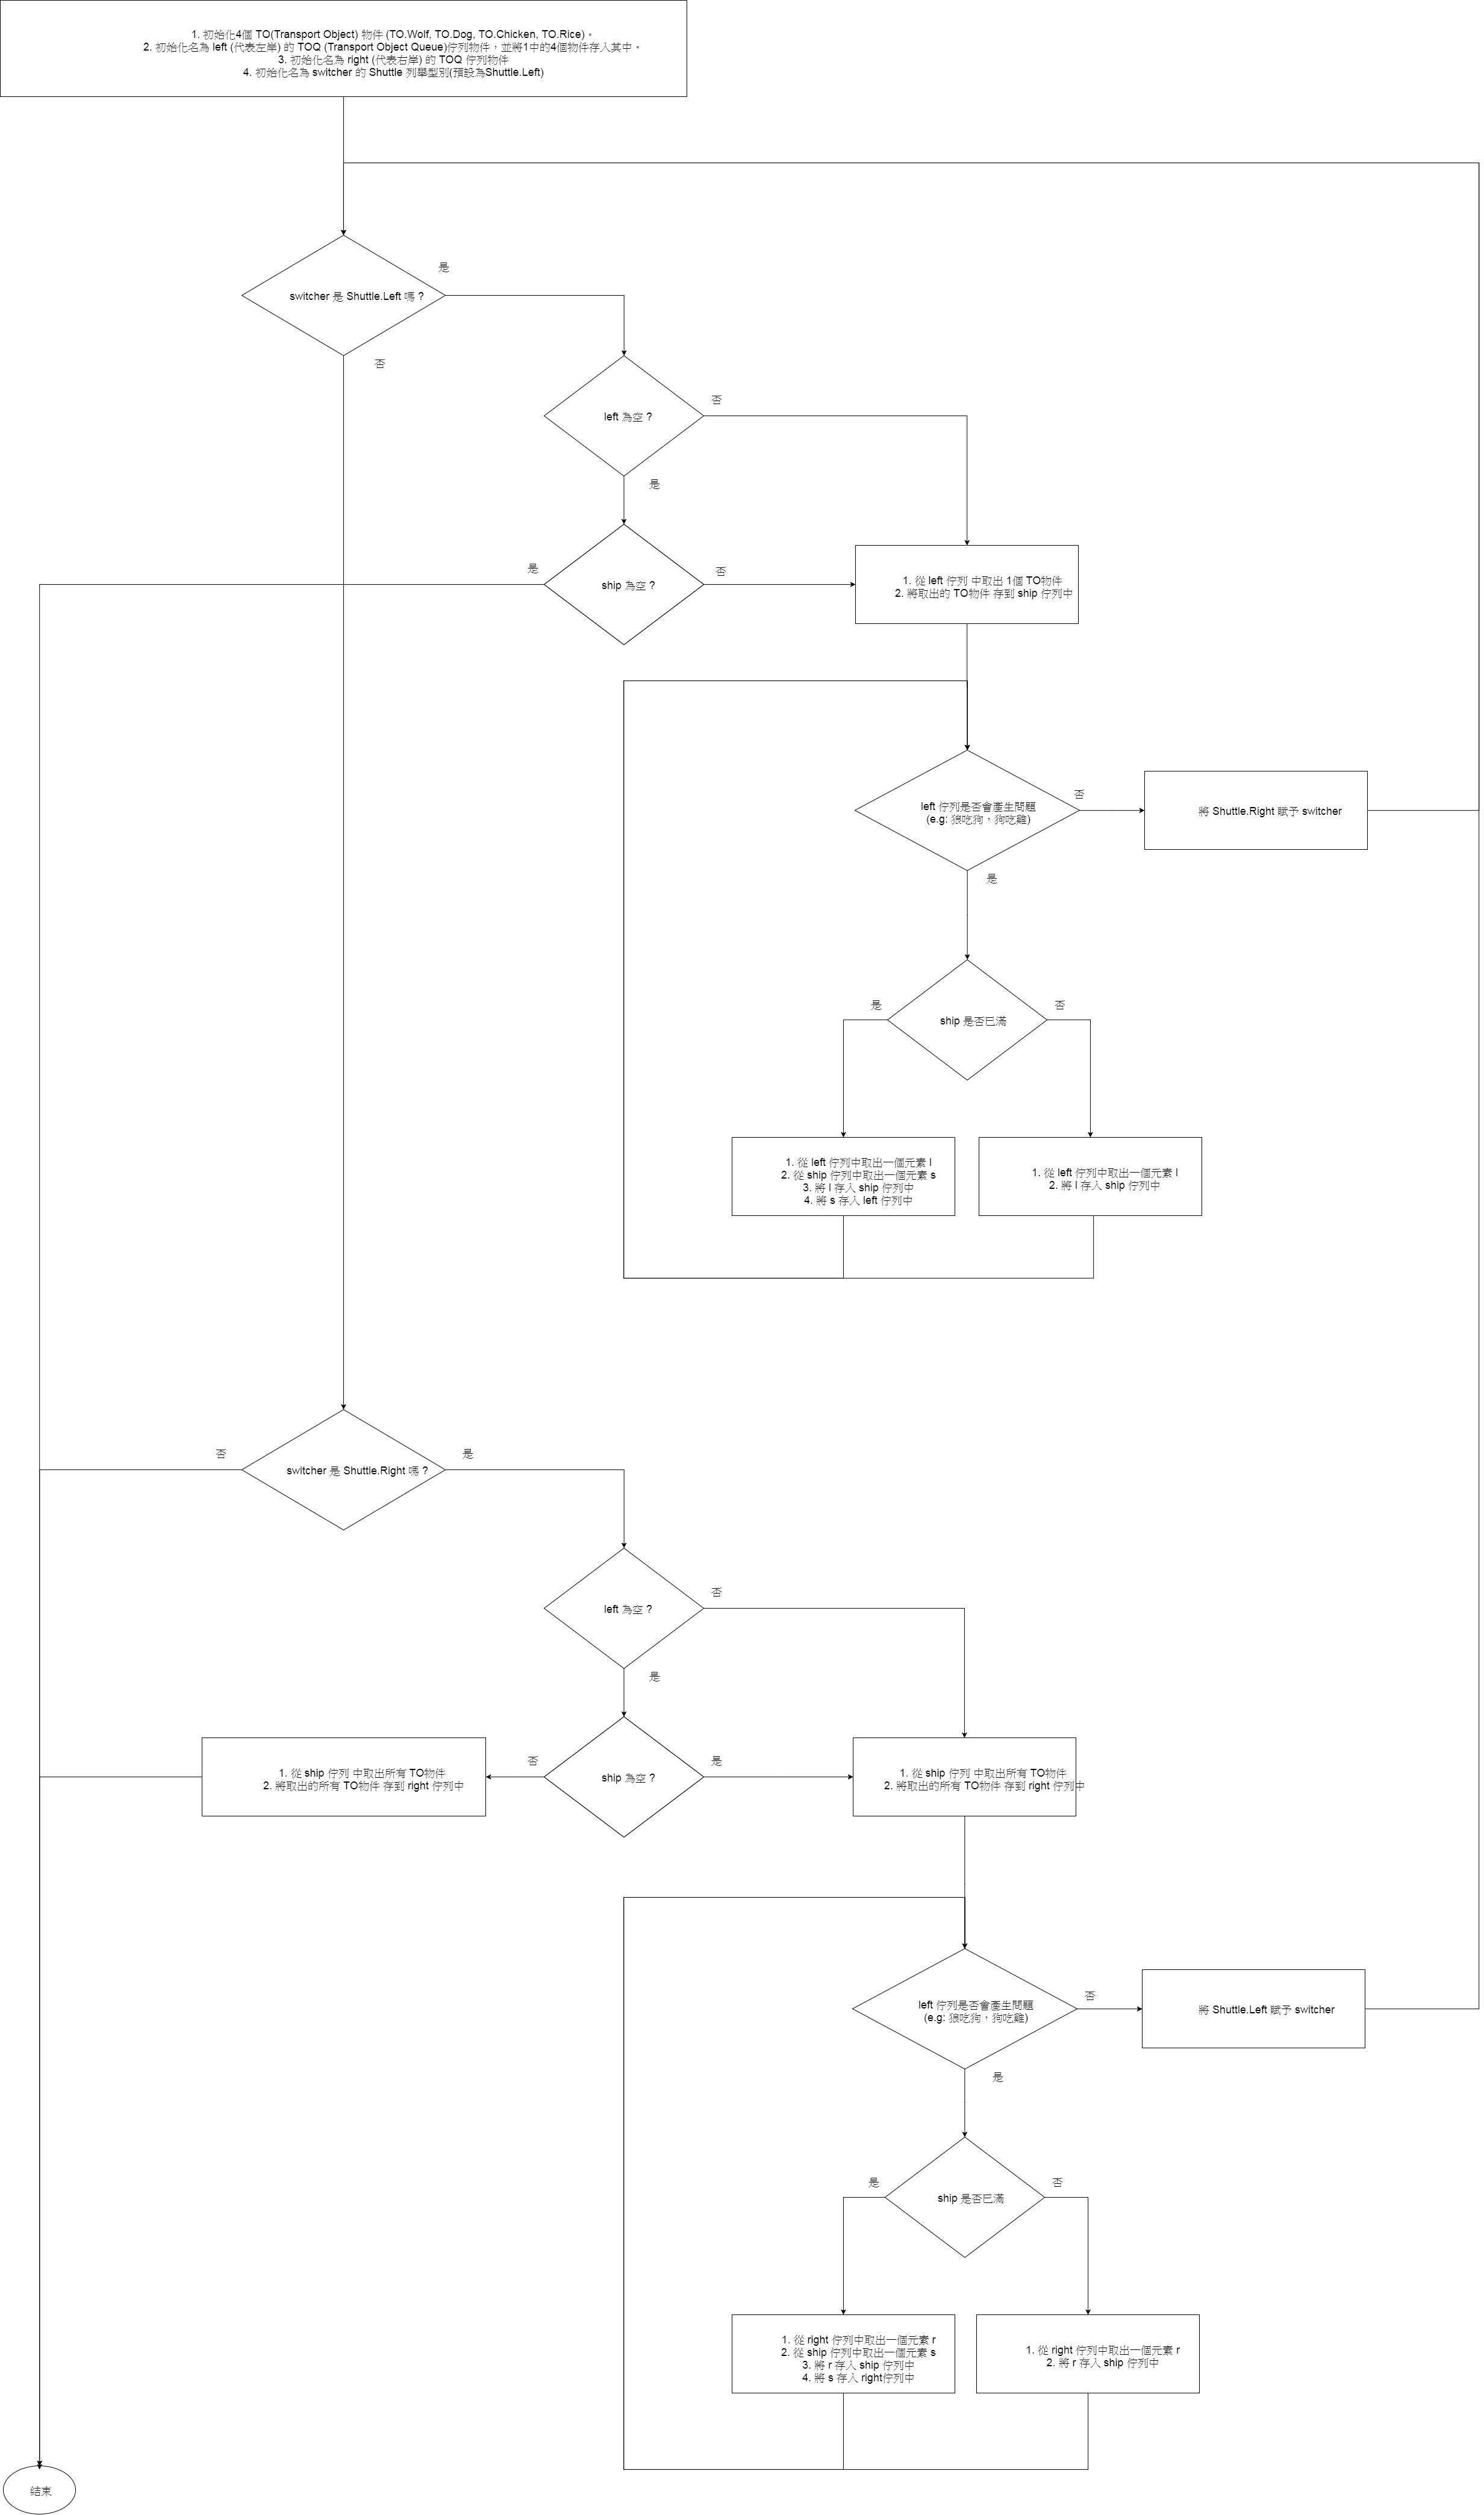 1. 初始化4個 TO(Transport Object) 物件 (TO.Wolf, TO.Dog, TO.Chicken, TO.Rice)。
2. 初始化名為 left (代表左岸) 的 TOQ (Transport Object Queue)佇列物件，並將1中的4個物件存入其中。
3. 初始化名為 right (代表右岸) 的 TOQ 佇列物件
4. 初始化名為 switcher 的 Shuttle 列舉型別(預設為Shuttle.Left)
是
switcher 是 Shuttle.Left 嗎 ?
否
否
left 為空 ?
是
是
ship 為空 ?
否
1. 從 left 佇列 中取出 1個 TO物件
2. 將取出的 TO物件 存到 ship 佇列中
left 佇列是否會產生問題
(e.g: 狼吃狗，狗吃雞)
否
將 Shuttle.Right 賦予 switcher
是
是
否
ship 是否已滿
1. 從 left 佇列中取出一個元素 l
2. 從 ship 佇列中取出一個元素 s
3. 將 l 存入 ship 佇列中
4. 將 s 存入 left 佇列中
1. 從 left 佇列中取出一個元素 l
2. 將 l 存入 ship 佇列中
否
switcher 是 Shuttle.Right 嗎 ?
是
否
left 為空 ?
是
1. 從 ship 佇列 中取出所有 TO物件
2. 將取出的所有 TO物件 存到 right 佇列中
否
ship 為空 ?
是
1. 從 ship 佇列 中取出所有 TO物件
2. 將取出的所有 TO物件 存到 right 佇列中
left 佇列是否會產生問題
(e.g: 狼吃狗，狗吃雞)
否
將 Shuttle.Left 賦予 switcher
是
是
否
ship 是否已滿
1. 從 right 佇列中取出一個元素 r
2. 從 ship 佇列中取出一個元素 s
3. 將 r 存入 ship 佇列中
4. 將 s 存入 right佇列中
1. 從 right 佇列中取出一個元素 r
2. 將 r 存入 ship 佇列中
结束